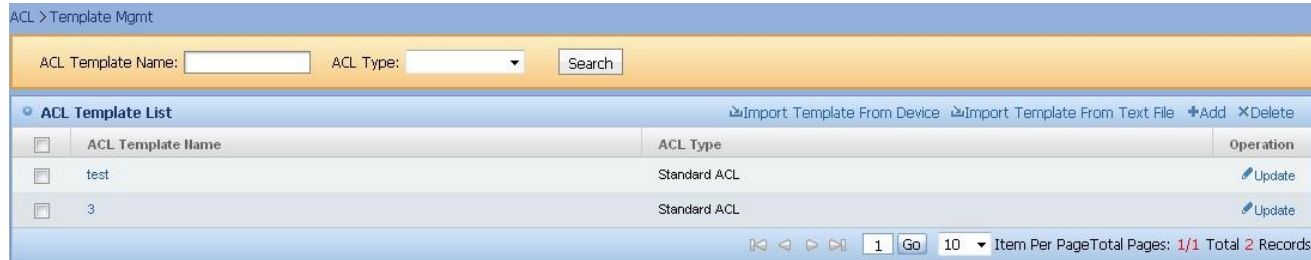 ACL > Template Mgmt
ACL Template Name: ACL Type: Search
ACL Template List Import Template From Device Import Template From Text File Add Delete
ACL Template Name ACL Type Operation
test Standard ACL Update
3 Standard ACL Update
1 Go 10 Item Per PageTotal Pages: 1/1 Total 2 Records